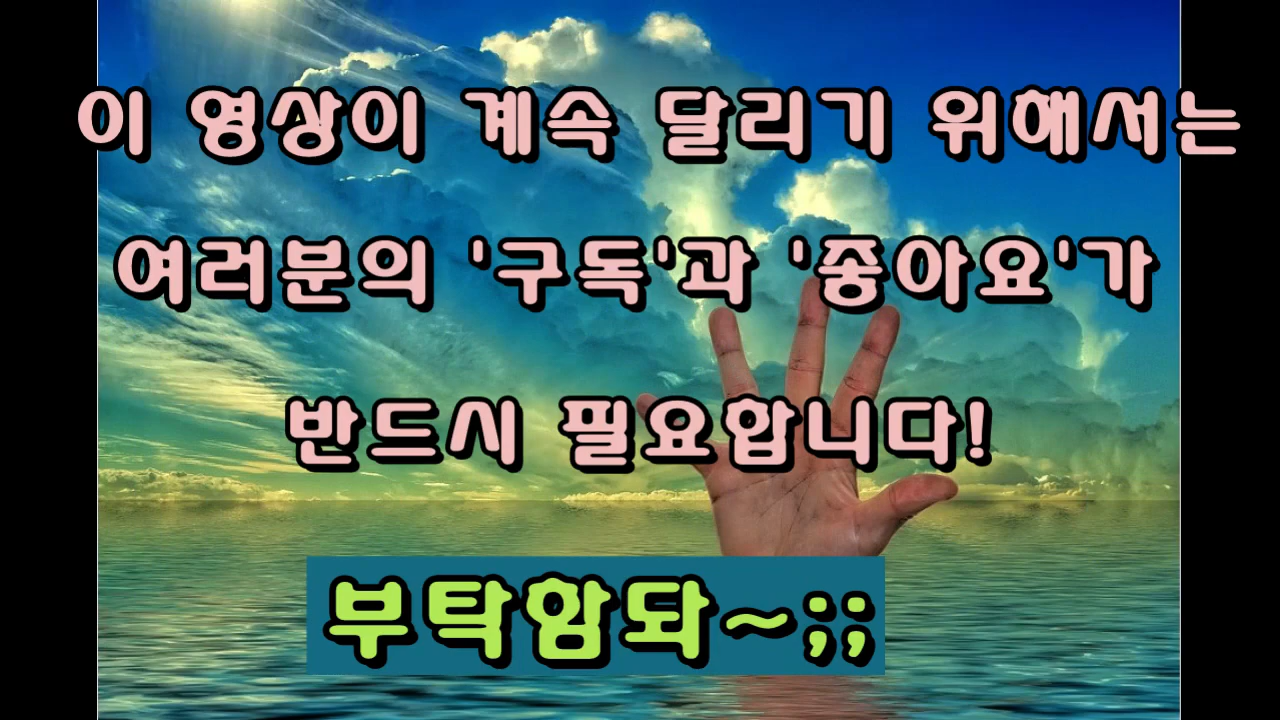 이 영상이 계속 달리기 위해서는
여러분의 '구독'과 '좋아요'가
반드시 필요합니다!
부탁함돠~;;